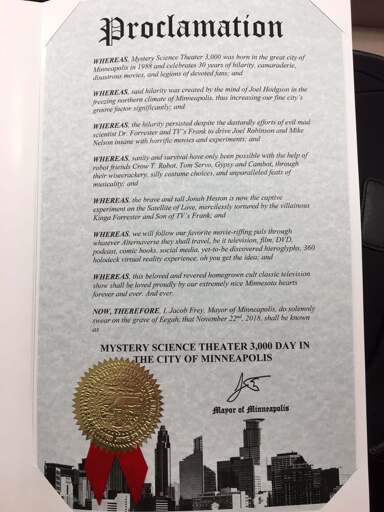 Proclamation
WHEREAS, Mystery Science Theater 3,000 was born in the great city of
Minneapolis in 1988 and celebrates 30 years of hilarity, camaraderie,
disastrous movies, and legions of devoted fans; and
WHEREAS, said hilarity was created by the mind of Joel Hodgson in the
freezing northern climate of Minneapolis, thus increasing our fine city's
groove factor significantly; and
WHEREAS, the hilarity persisted despite the dastardly efforts of evil mad
scientist Dr. Forrester and TV's Frank to drive Joel Robinson and Mike
Nelson insane with horrific movies and experiments; and
WHEREAS, sanity and survival have only been possible with the help of
robot friends Crow T. Robot, Tom Servo, Gypsy and Cambot, through
their wisecrackery, silly costume choices, and unparalleled feats of
musicality; and
WHEREAS, the brave and tall Jonah Heston is now the captive
experiment on the Satellite of Love, mercilessly tortured by the villainous
Kinga Forrester and Son of TV's Frank; and
WHEREAS, we will follow our favorite movie-riffing pals through
whatever Alternaverse they shall travel, be it television, film, DVD,
podcast, comic books, social media, yet-to-be discovered hieroglyphs, 360
holodeck virtual reality experience, oh you get the idea; and
WHEREAS, this beloved and revered homegrown cult classic television
show shall be loved proudly by our extremely nice Minnesota hearts
forever and ever. And ever.
NOW, THEREFORE, I, Jacob Frey, Mayor of Minneapolis, do solemnly
swear on the grave of Eegah; that November 22nd, 2018, shall be known
as
MYSTERY SCIENCE THEATER 3,000 DAY IN
THE CITY OF MINNEAPOLIS
Mayor of Minneapolis